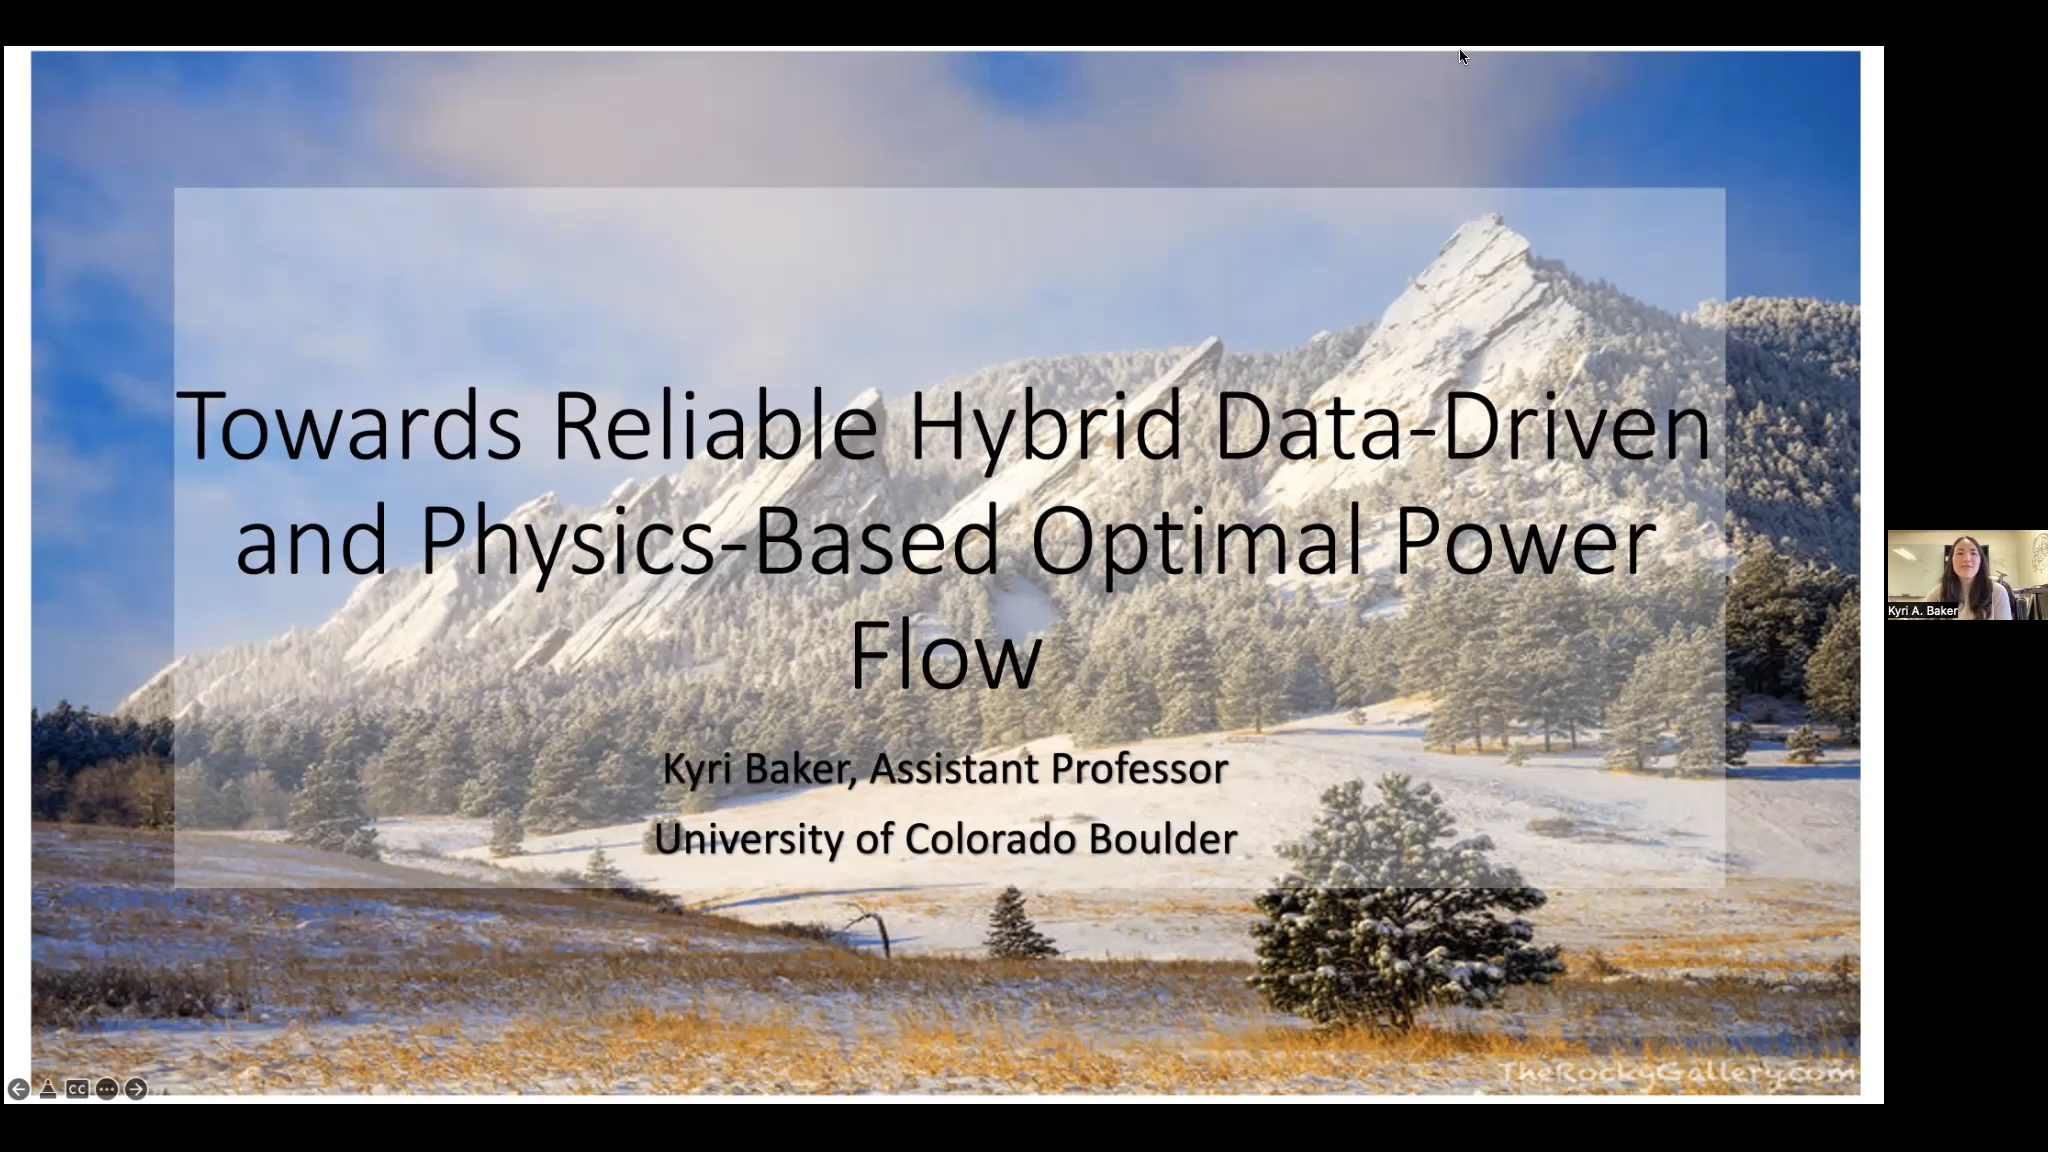 Towards Reliable Hybrid Data-Driven
and Physics-Based Optimal Power
Flow
Kyri Baker, Assistant Professor
University of Colorado Boulder
Kyri A. Baker
TheRockyGallery.com
CC